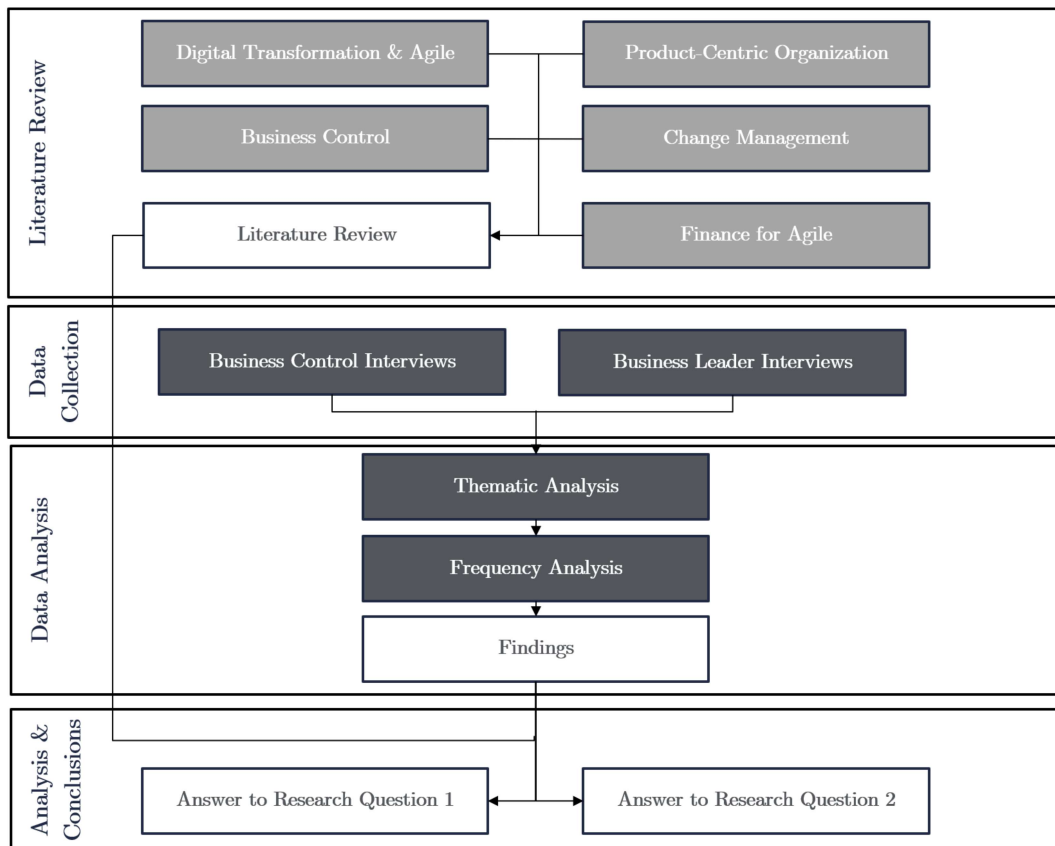 Literature Review
Digital Transformation & Agile
Product-Centric Organization
Business Control
Change Management
Literature Review
Finance for Agile
Data
Collection
Business Control Interviews
Business Leader Interviews
Data Analysis
Thematic Analysis
Frequency Analysis
Findings
Analysis &
Conclusions
Answer to Research Question 1
Answer to Research Question 2